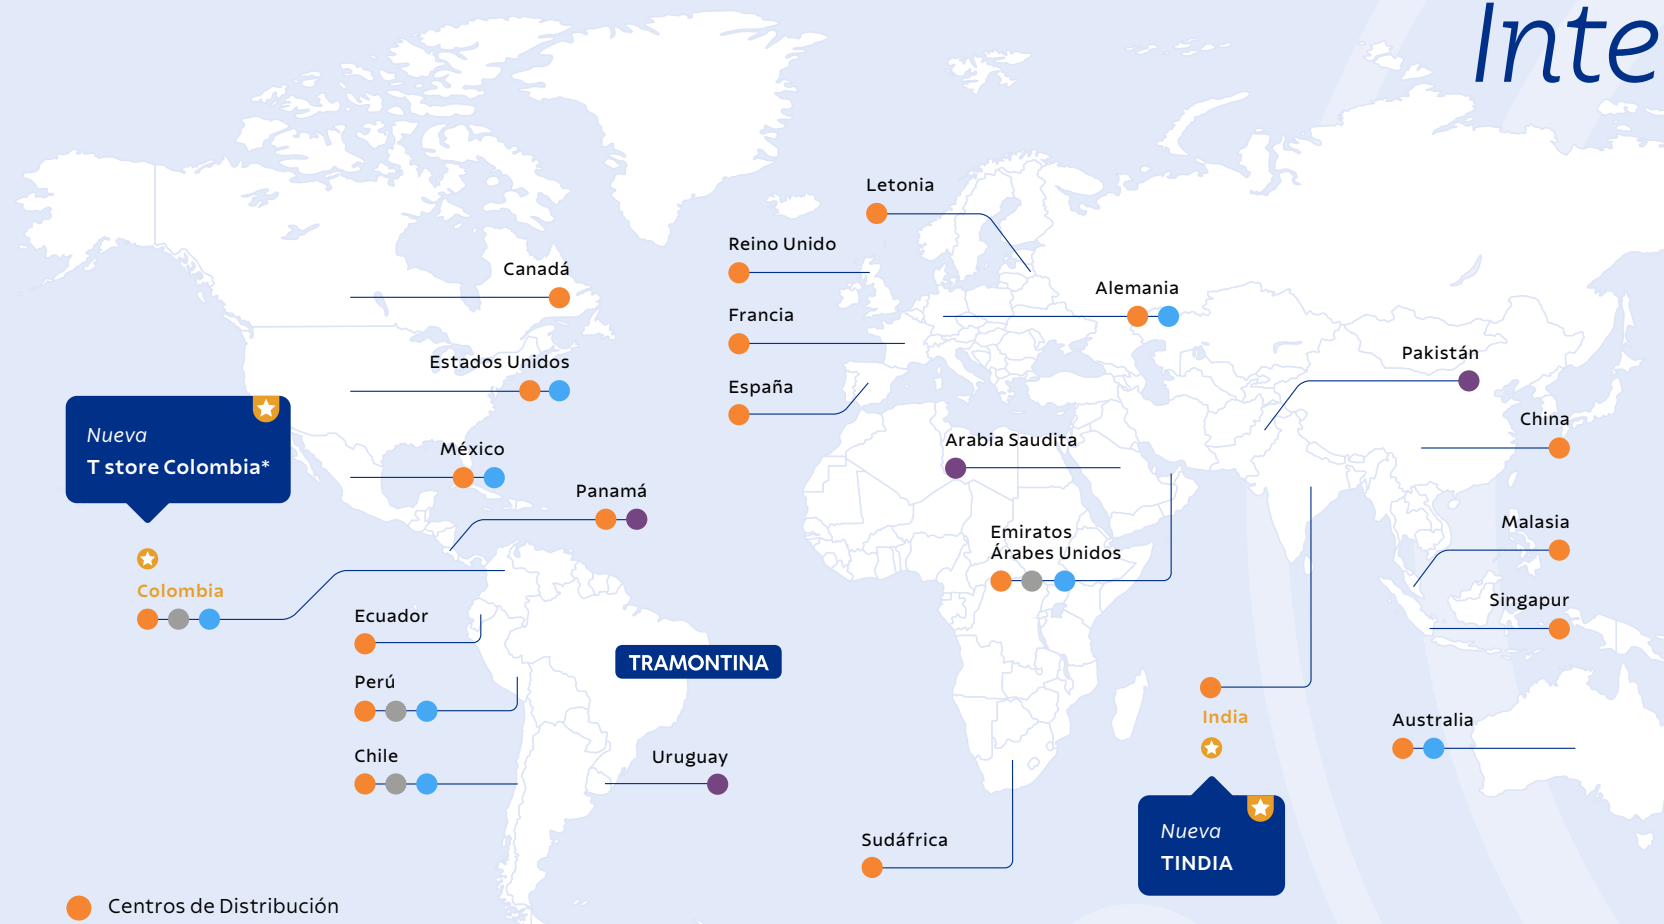 Inte
Letonia
Reino Unido
Canadá
Alemania
Francia
Estados Unidos
Pakistán
España
Nueva
T store Colombia*
China
Arabia Saudita
México
Panamá
Malasia
Emiratos
Árabes Unidos
Colombia
Singapur
Ecuador
TRAMONTINA
Perú
India
Australia
Chile
Uruguay
Sudáfrica
Nueva
TINDIA
Centros de Distribución